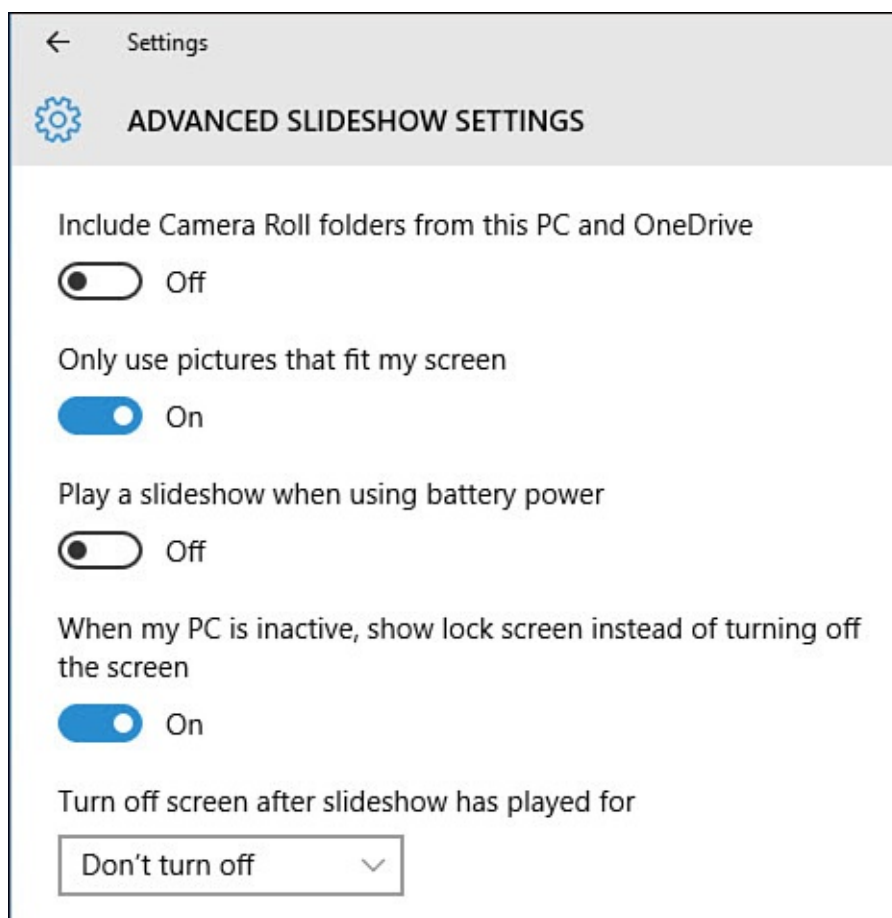 Settings
ADVANCED SLIDESHOW SETTINGS
Include Camera Roll folders from this PC and OneDrive
Off
Only use pictures that fit my screen
On
Play a slideshow when using battery power
Off
When my PC is inactive, show lock screen instead of turning off
the screen
On
Turn off screen after slideshow has played for
Don’t turn off